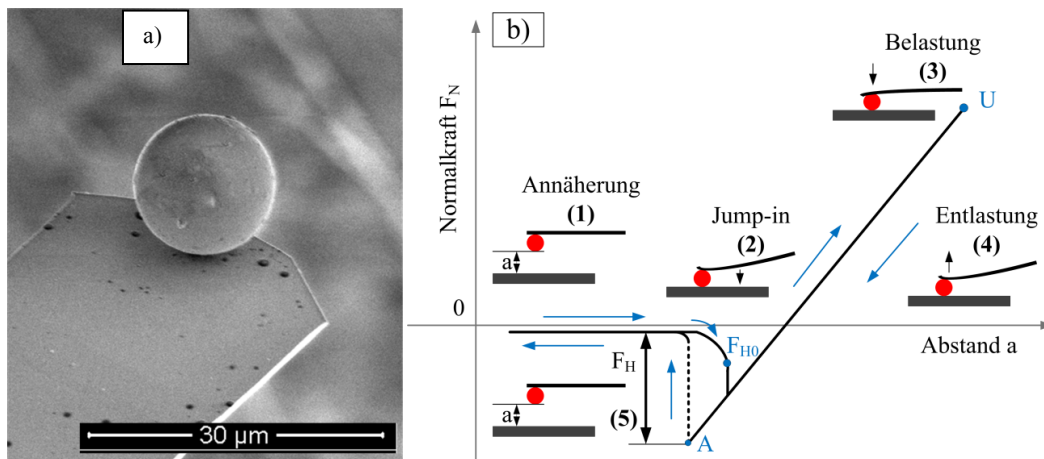 a)
30 µm
b)
Normalkraft F_N
0
Annäherung
(1)
a
Jump-in
(2)
Belastung
(3)
U
Entlastung
(4)
Abstand a
F_H0
F_H
(5)
a
A